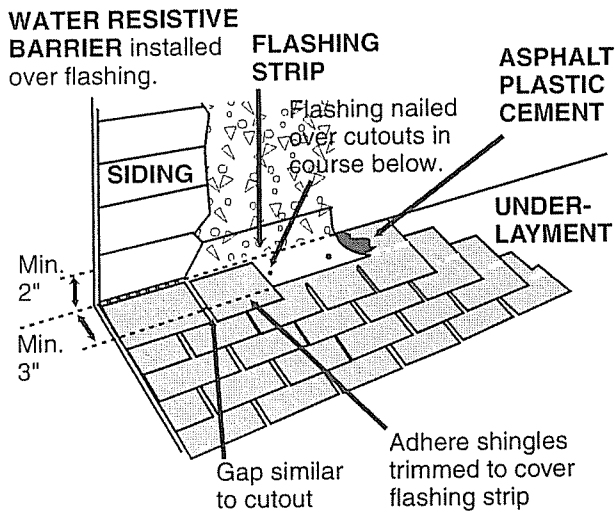 WATER RESISTIVE
BARRIER installed
over flashing.
FLASHING
STRIP
Flashing nailed
over cutouts in
course below.
ASPHALT
PLASTIC
CEMENT
SIDING
UNDER-
LAYMENT
Min.
2"
Min.
3"
Gap similar
to cutout
Adhere shingles
trimmed to cover
flashing strip